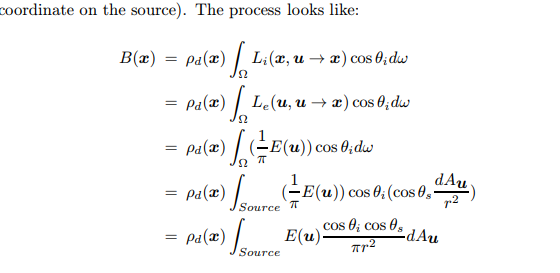 coordinate on the source). The process looks like:
B(x) = ρd(x) ∫Ω Li(x, u → x) cos θi dω
= ρd(x) ∫Ω Le(u, u → x) cos θi dω
= ρd(x) ∫Ω (1/π E(u)) cos θi dω
= ρd(x) ∫Source (1/π E(u)) cos θi (cos θs dAu/r²)
= ρd(x) ∫Source E(u) cos θi cos θs/πr² dAu